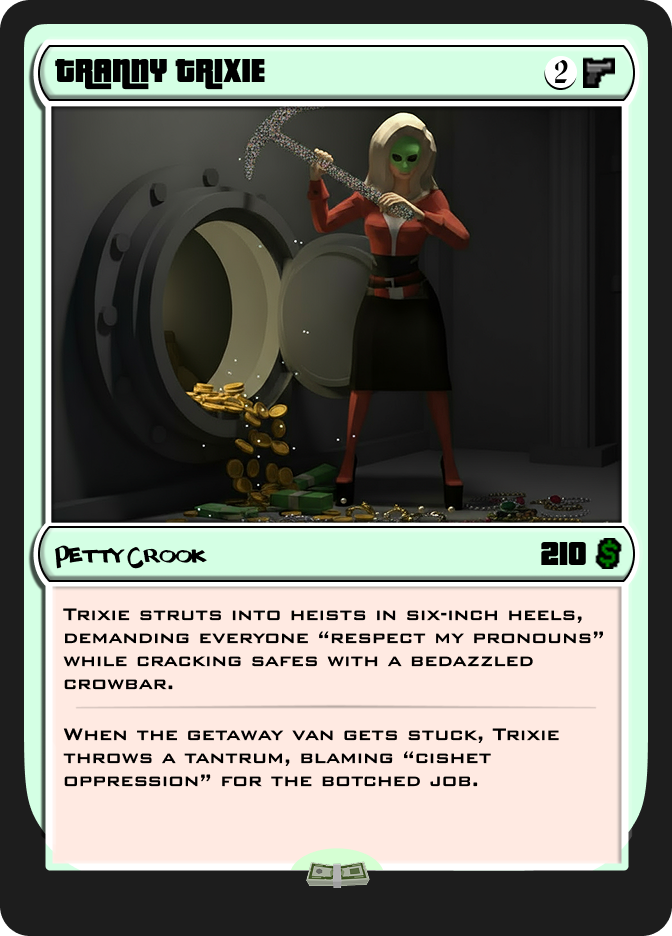 Tranny Trixie
2
Petty Crook
210 $
Trixie struts into heists in six-inch heels,
demanding everyone “respect my pronouns”
while cracking safes with a bedazzled
crowbar.
When the getaway van gets stuck, Trixie
throws a tantrum, blaming “cishet
oppression” for the botched job.